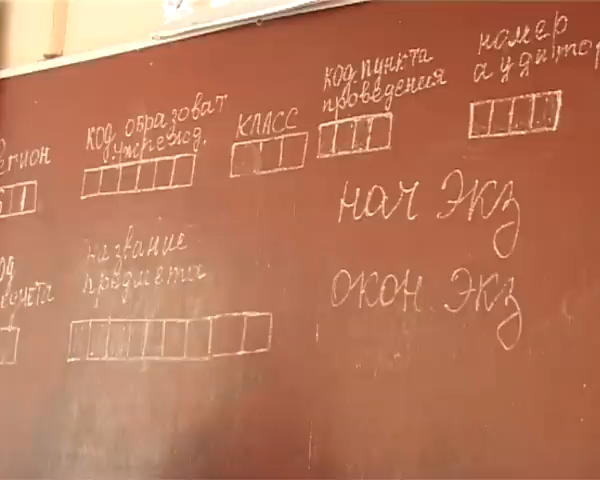 регион
код образоват
учрежд.
КЛАСС
код пункта
проведения
номер
аудитор
нач экз
название
предмета
окон. экз